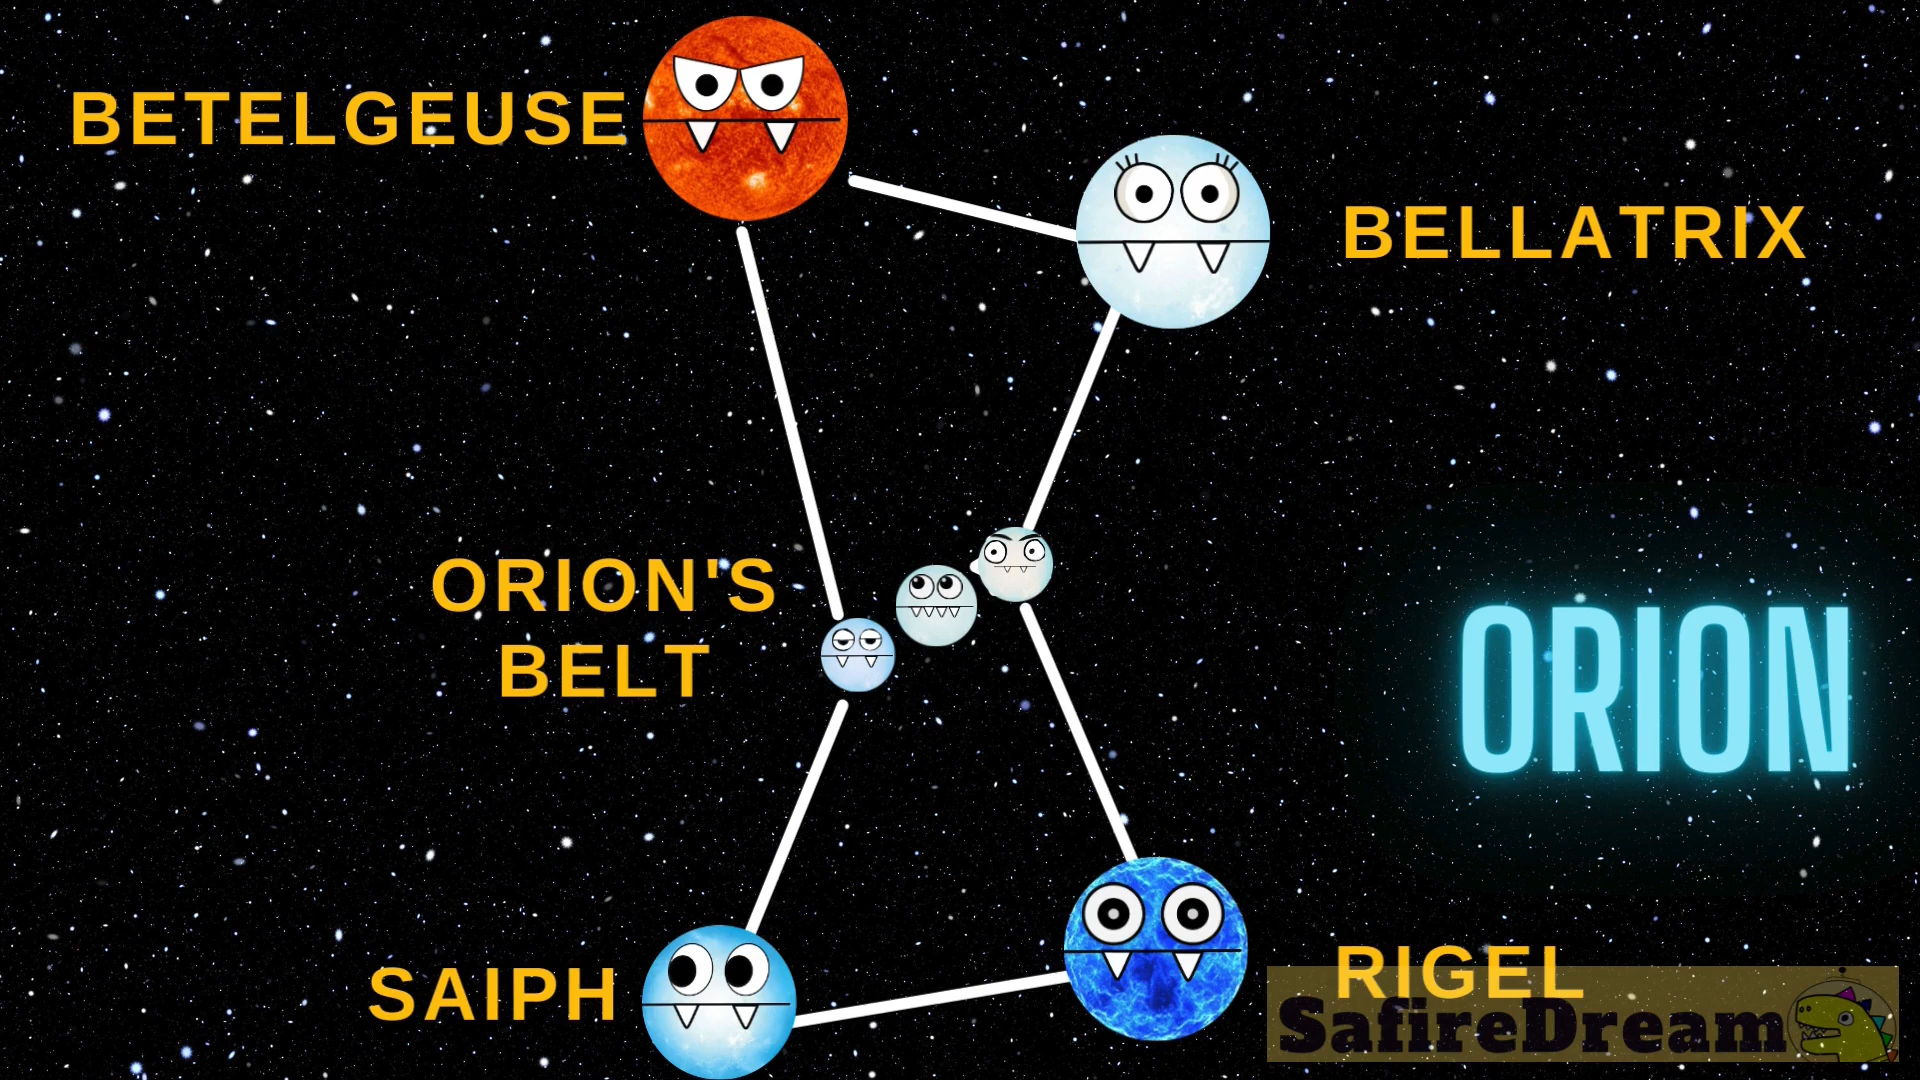 BETELGEUSE
BELLATRIX
ORION'S
BELT
ORION
SAIPH
RIGEL
SafireDream